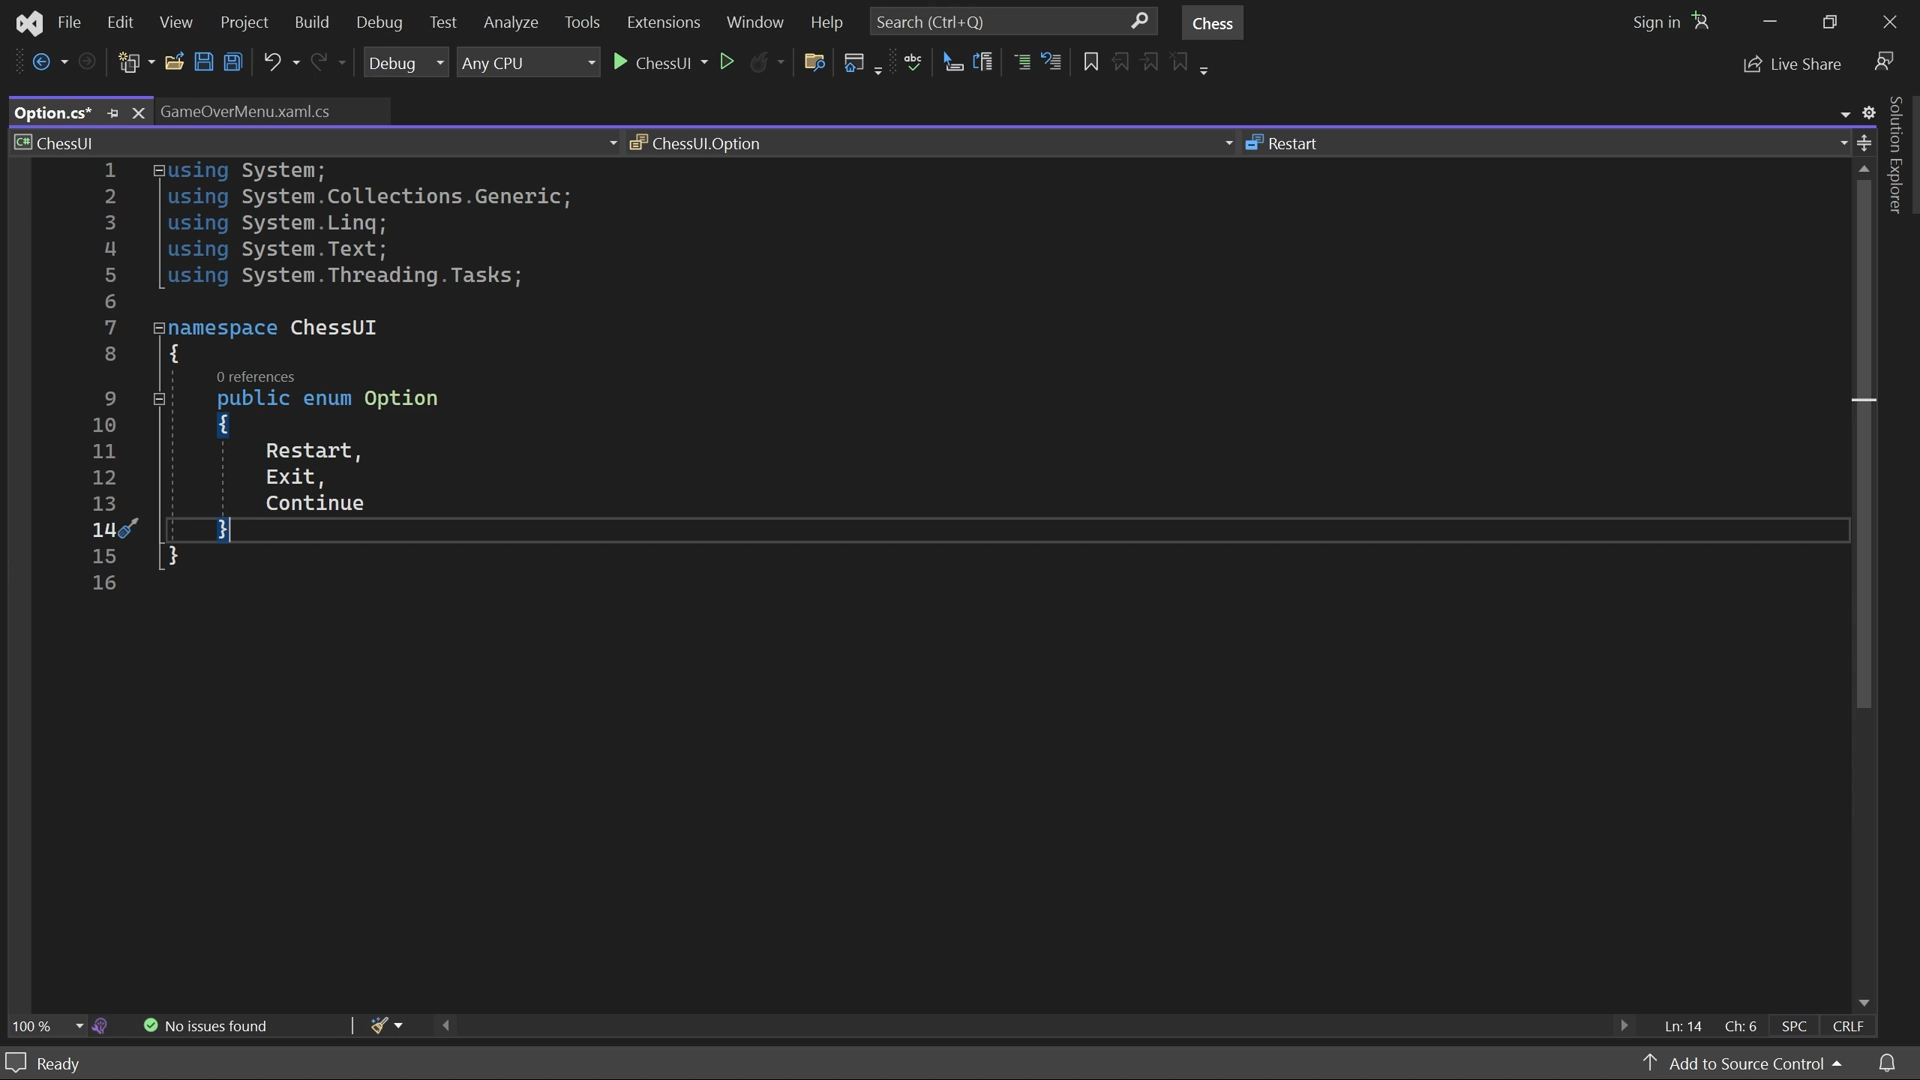 File Edit View Project Build Debug Test Analyze Tools Extensions Window Help Search (Ctrl+Q) Chess Sign in
Debug Any CPU ChessUI abc Live Share
Option.cs* GameOverMenu.xaml.cs
C# ChessUI ChessUI.Option Restart
Solution Explorer
1 using System;
2 using System.Collections.Generic;
3 using System.Linq;
4 using System.Text;
5 using System.Threading.Tasks;
6
7 namespace ChessUI
8 {
0 references
9 public enum Option
10 {
11 Restart,
12 Exit,
13 Continue
14 }
15 }
16
100 % No issues found Ln: 14 Ch: 6 SPC CRLF
Ready Add to Source Control